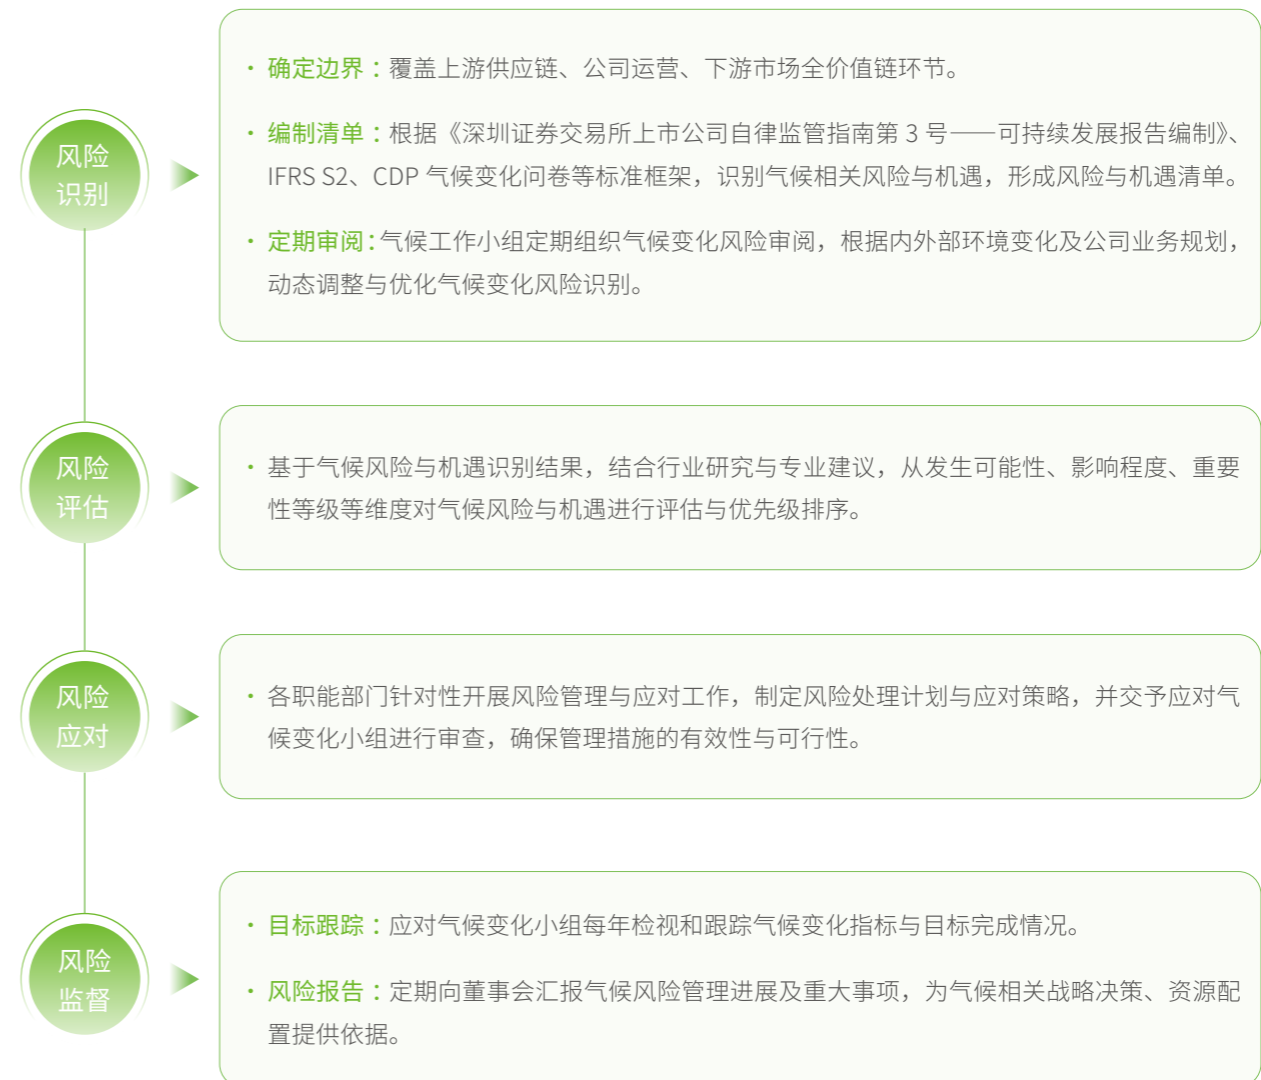 风险
识别
· 确定边界：覆盖上游供应链、公司运营、下游市场全价值链环节。
· 编制清单：根据《深圳证券交易所上市公司自律监管指南第 3 号——可持续发展报告编制》、
IFRS S2、CDP 气候变化问卷等标准框架，识别气候相关风险与机遇，形成风险与机遇清单。
· 定期审阅：气候工作小组定期组织气候变化风险审阅，根据内外部环境变化及公司业务规划，
动态调整与优化气候变化风险识别。
风险
评估
· 基于气候风险与机遇识别结果，结合行业研究与专业建议，从发生可能性、影响程度、重要
性等级等维度对气候风险与机遇进行评估与优先级排序。
风险
应对
· 各职能部门针对性开展风险管理与应对工作，制定风险处理计划与应对策略，并交予应对气
候变化小组进行审查，确保管理措施的有效性与可行性。
风险
监督
· 目标跟踪：应对气候变化小组每年检视和跟踪气候变化指标与目标完成情况。
· 风险报告：定期向董事会汇报气候风险管理进展及重大事项，为气候相关战略决策、资源配
置提供依据。